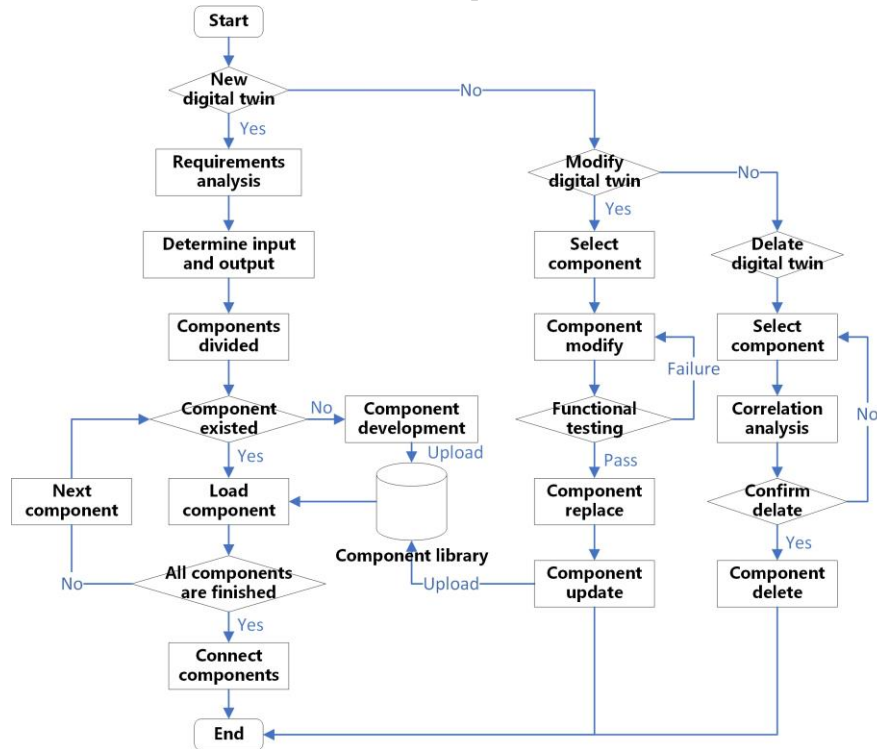 Start
New
digital twin
No
Yes
Requirements
analysis
Modify
digital twin
No
Yes
Determine input
and output
Select
component
Delate
digital twin
Components
divided
Component
modify
Select
component
Failure
Component
existed
No
Component
development
Functional
testing
Correlation
analysis
No
Yes
Upload
Pass
Next
component
Load
component
Component
replace
Confirm
delate
Component library
Yes
No
All components
are finished
Upload
Component
update
Component
delete
Yes
Connect
components
End